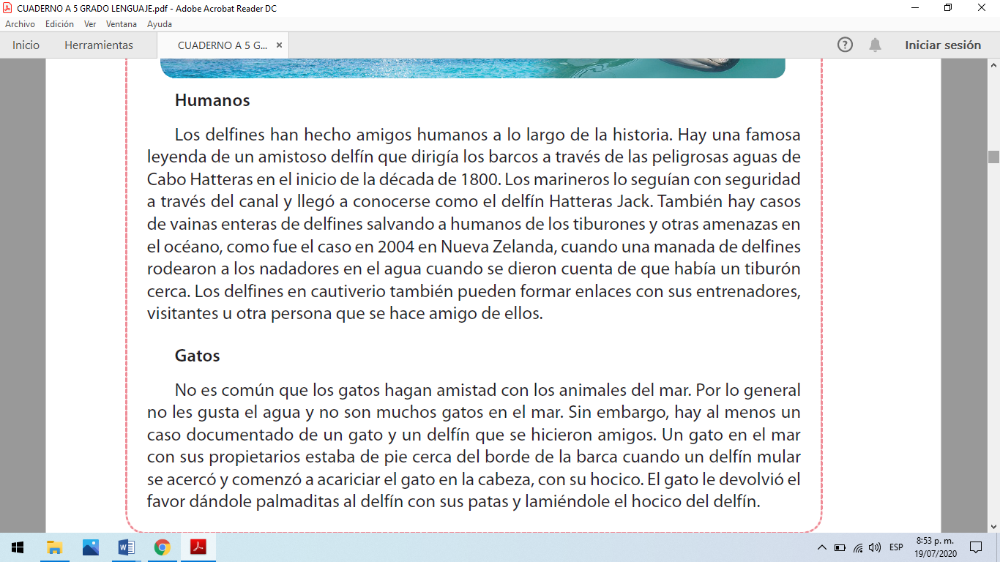 CUADERNO A 5 GRADO LENGUAJE.pdf - Adobe Acrobat Reader DC
Archivo Edición Ver Ventana Ayuda
Inicio Herramientas CUADERNO A 5 G... × Iniciar sesión
Humanos
Los delfines han hecho amigos humanos a lo largo de la historia. Hay una famosa
leyenda de un amistoso delfín que dirigía los barcos a través de las peligrosas aguas de
Cabo Hatteras en el inicio de la década de 1800. Los marineros lo seguían con seguridad
a través del canal y llegó a conocerse como el delfín Hatteras Jack. También hay casos
de vainas enteras de delfines salvando a humanos de los tiburones y otras amenazas en
el océano, como fue el caso en 2004 en Nueva Zelanda, cuando una manada de delfines
rodearon a los nadadores en el agua cuando se dieron cuenta de que había un tiburón
cerca. Los delfines en cautiverio también pueden formar enlaces con sus entrenadores,
visitantes u otra persona que se hace amigo de ellos.
Gatos
No es común que los gatos hagan amistad con los animales del mar. Por lo general
no les gusta el agua y no son muchos gatos en el mar. Sin embargo, hay al menos un
caso documentado de un gato y un delfín que se hicieron amigos. Un gato en el mar
con sus propietarios estaba de pie cerca del borde de la barca cuando un delfín mular
se acercó y comenzó a acariciar el gato en la cabeza, con su hocico. El gato le devolvió el
favor dándole palmaditas al delfín con sus patas y lamiéndole el hocico del delfín.
ESP 8:53 p. m.
19/07/2020